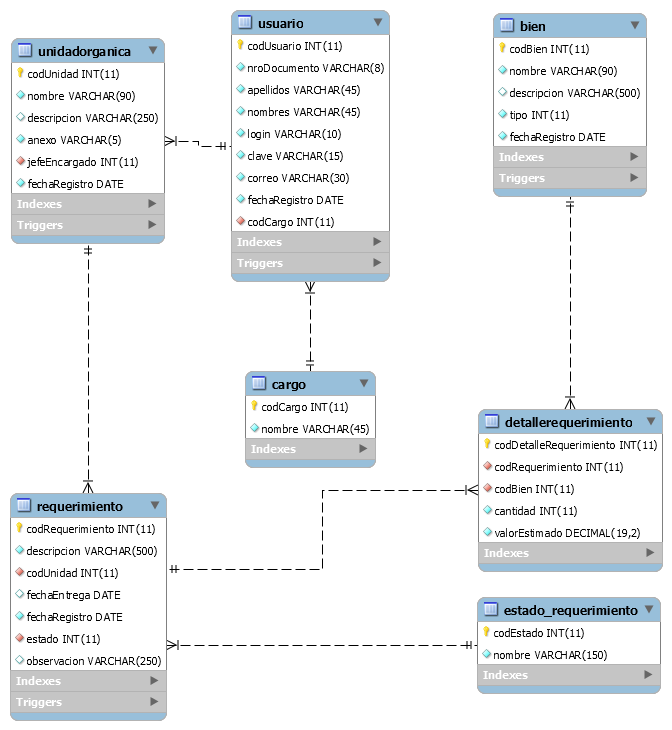 unidadorganica
codUnidad INT(11)
nombre VARCHAR(90)
descripcion VARCHAR(250)
anexo VARCHAR(5)
jefeEncargado INT(11)
fechaRegistro DATE
Indexes
Triggers
usuario
codUsuario INT(11)
nroDocumento VARCHAR(8)
apellidos VARCHAR(45)
nombres VARCHAR(45)
login VARCHAR(10)
clave VARCHAR(15)
correo VARCHAR(30)
fechaRegistro DATE
codCargo INT(11)
Indexes
Triggers
bien
codBien INT(11)
nombre VARCHAR(90)
descripcion VARCHAR(500)
tipo INT(11)
fechaRegistro DATE
Indexes
Triggers
cargo
codCargo INT(11)
nombre VARCHAR(45)
Indexes
detallerequerimiento
codDetalleRequerimiento INT(11)
codRequerimiento INT(11)
codBien INT(11)
cantidad INT(11)
valorEstimado DECIMAL(19,2)
Indexes
requerimiento
codRequerimiento INT(11)
descripcion VARCHAR(500)
codUnidad INT(11)
fechaEntrega DATE
fechaRegistro DATE
estado INT(11)
observacion VARCHAR(250)
Indexes
Triggers
estado_requerimiento
codEstado INT(11)
nombre VARCHAR(150)
Indexes